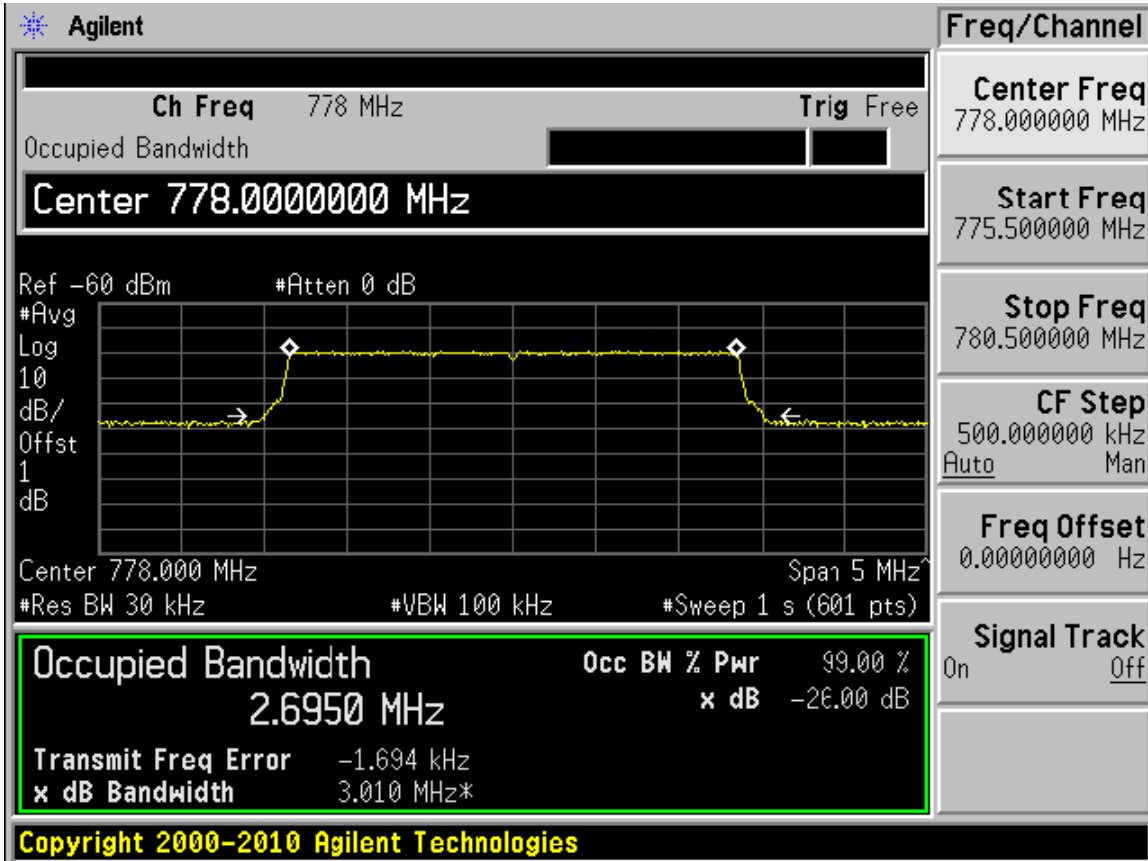 Agilent
Freq/Channel
Ch Freq 778 MHz Trig Free
Occupied Bandwidth
Center 778.0000000 MHz
Ref -60 dBm #Atten 0 dB
#Avg
Log
10
dB/
Offst
1
dB
Center 778.000 MHz Span 5 MHz^
#Res BW 30 kHz #VBW 100 kHz #Sweep 1 s (601 pts)
Occupied Bandwidth
2.6950 MHz
Occ BW % Pwr 99.00 %
x dB -26.00 dB
Transmit Freq Error -1.694 kHz
x dB Bandwidth 3.010 MHz*
Center Freq
778.000000 MHz
Start Freq
775.500000 MHz
Stop Freq
780.500000 MHz
CF Step
500.000000 kHz
Auto Man
Freq Offset
0.00000000 Hz
Signal Track
On Off
Copyright 2000-2010 Agilent Technologies